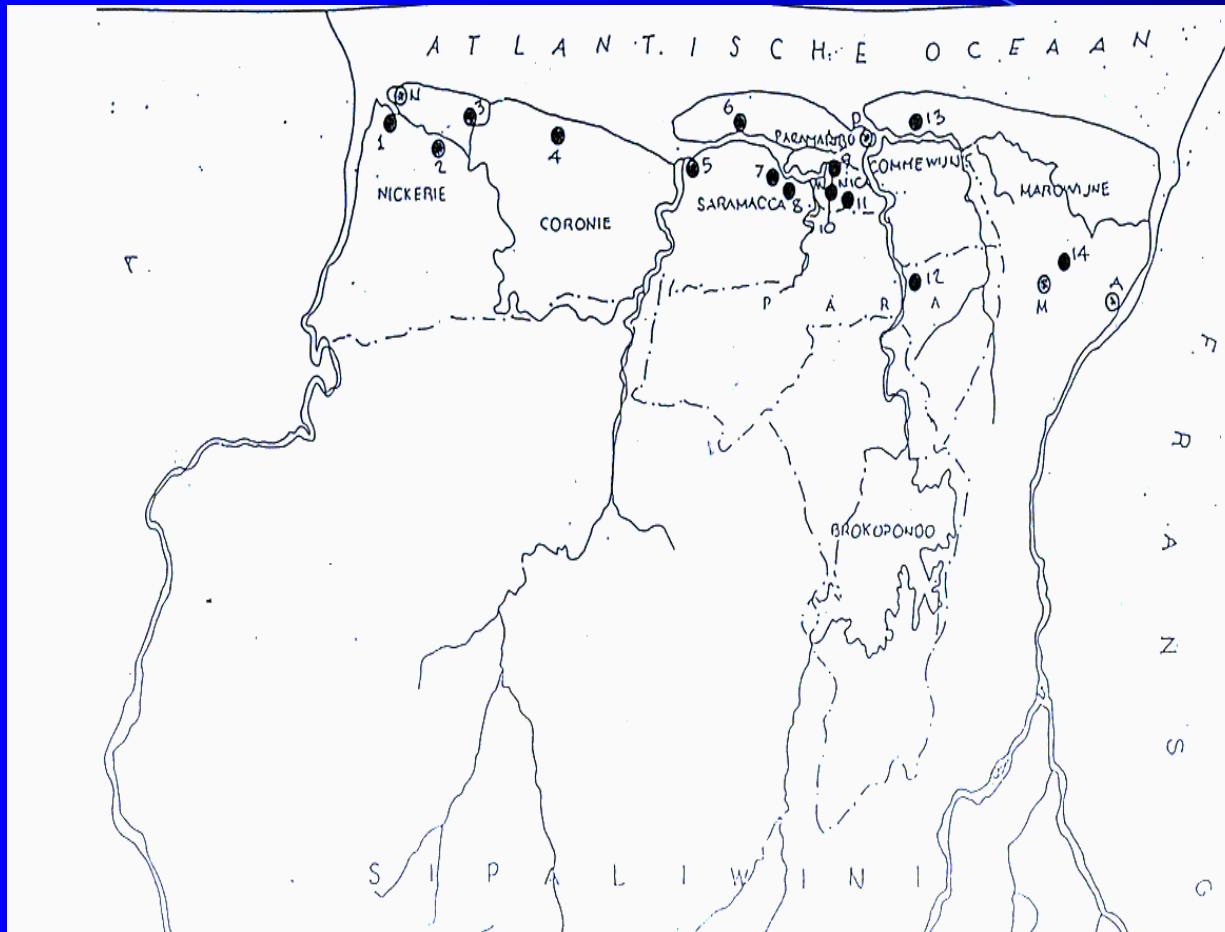 ATLANTISCHE OCEAAN
N
3
6
P
13
1
2
4
PARAMARIBO
9
COMMEWIJNE
5
7
NICKERIE
W NICA
MAROWIJNE
SARAMACCA
8
11
CORONIE
10
14
12
M
A
P A R A
F R A N S G
BROKOPONDO
S I P A L I W I N I